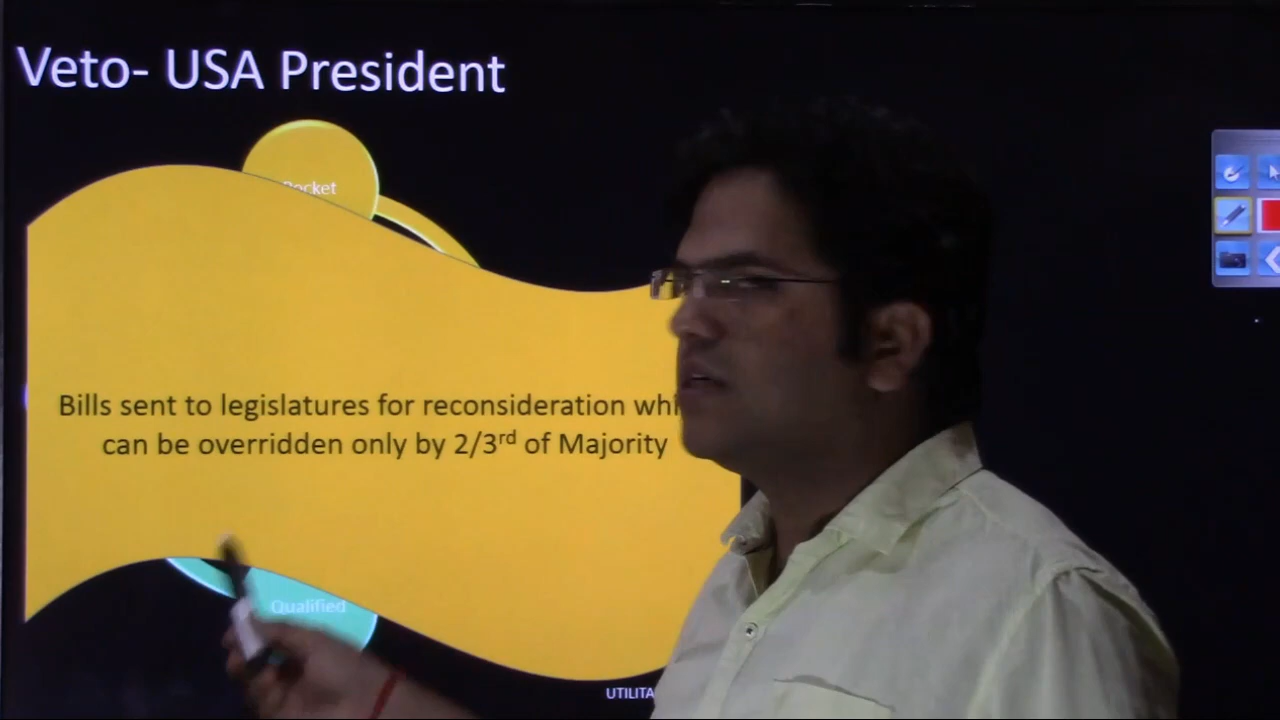 Veto- USA President
Pocket
Bills sent to legislatures for reconsideration whi
can be overridden only by 2/3rd of Majority
Qualified
UTILITA